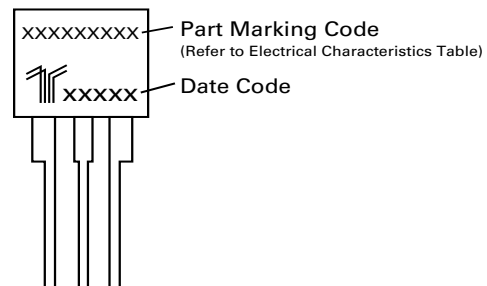 xxxxxxxxx
Part Marking Code
(Refer to Electrical Characteristics Table)
xxxxx
Date Code